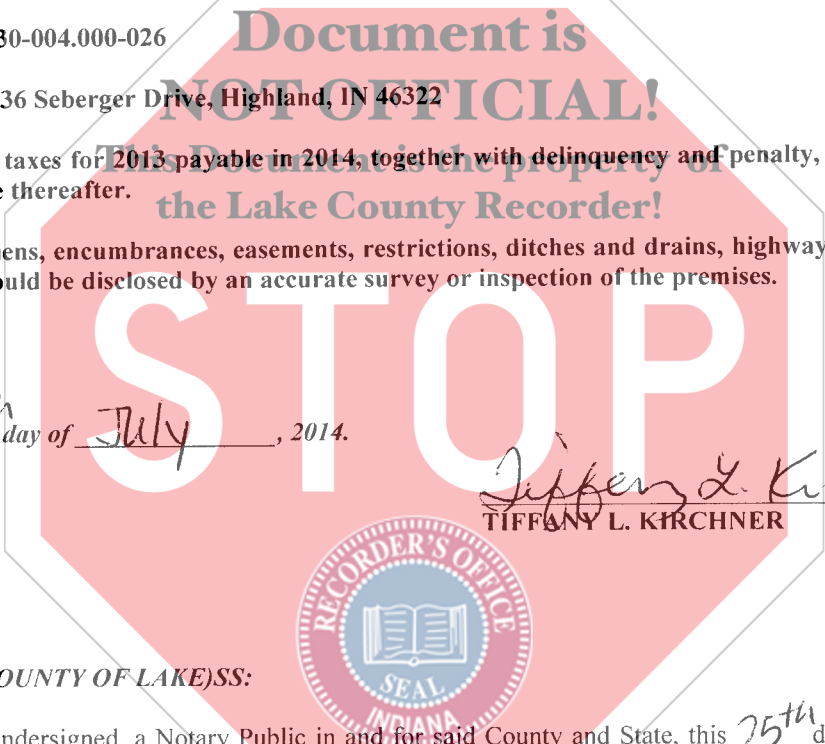 30-004.000-026
Document is
NOT OFFICIAL!
36 Seberger Drive, Highland, IN 46322
This Document is the property of
taxes for 2013 payable in 2014, together with delinquency and penalty,
e thereafter.
the Lake County Recorder!
ens, encumbrances, easements, restrictions, ditches and drains, highway
ould be disclosed by an accurate survey or inspection of the premises.
STOP
day of July, 2014.
Tiffany L. Ki
TIFFANY L. KIRCHNER
RECORDER'S OFFICE
SEAL
INDIANA
OUNTY OF LAKE)SS:
ndersigned, a Notary Public in and for said County and State, this 25th d